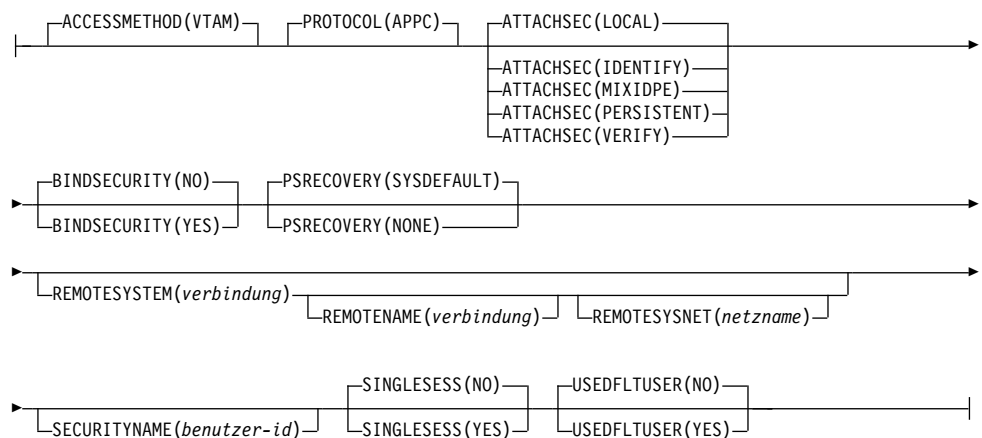 ACCESSMETHOD(VTAM) PROTOCOL(APPC) ATTACHSEC(LOCAL)
ATTACHSEC(IDENTIFY)
ATTACHSEC(MIXIDPE)
ATTACHSEC(PERSISTENT)
ATTACHSEC(VERIFY)
BINDSECURITY(NO) PSRECOVERY(SYSDEFAULT)
BINDSECURITY(YES) PSRECOVERY(NONE)
REMOTESYSTEM(verbindung)
REMOTENAME(verbindung) REMOTESYSNET(netzname)
SINGLESESS(NO) USEDFLTUSER(NO)
SECURITYNAME(benutzer-id) SINGLESESS(YES) USEDFLTUSER(YES)